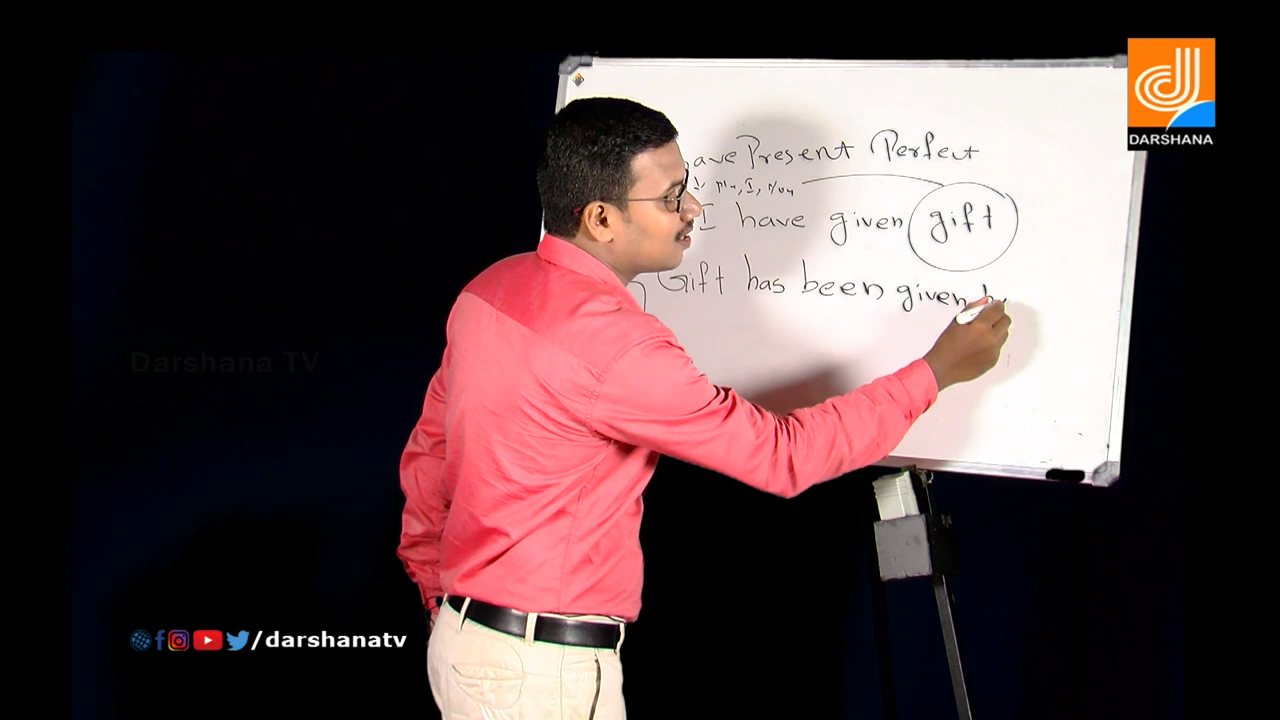 DARSHANA
ave Present Perfect
I have given gift
Gift has been given b
Darshana TV
/darshanatv